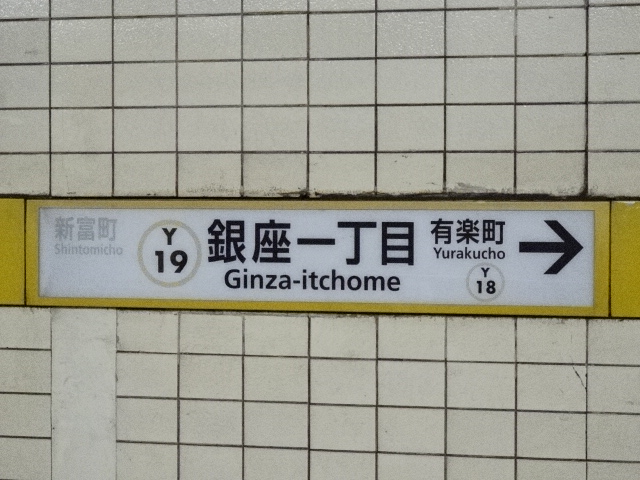 新富町
Shintomicho
Y
19
銀座一丁目
Ginza-itchome
有楽町
Yurakucho
Y
18